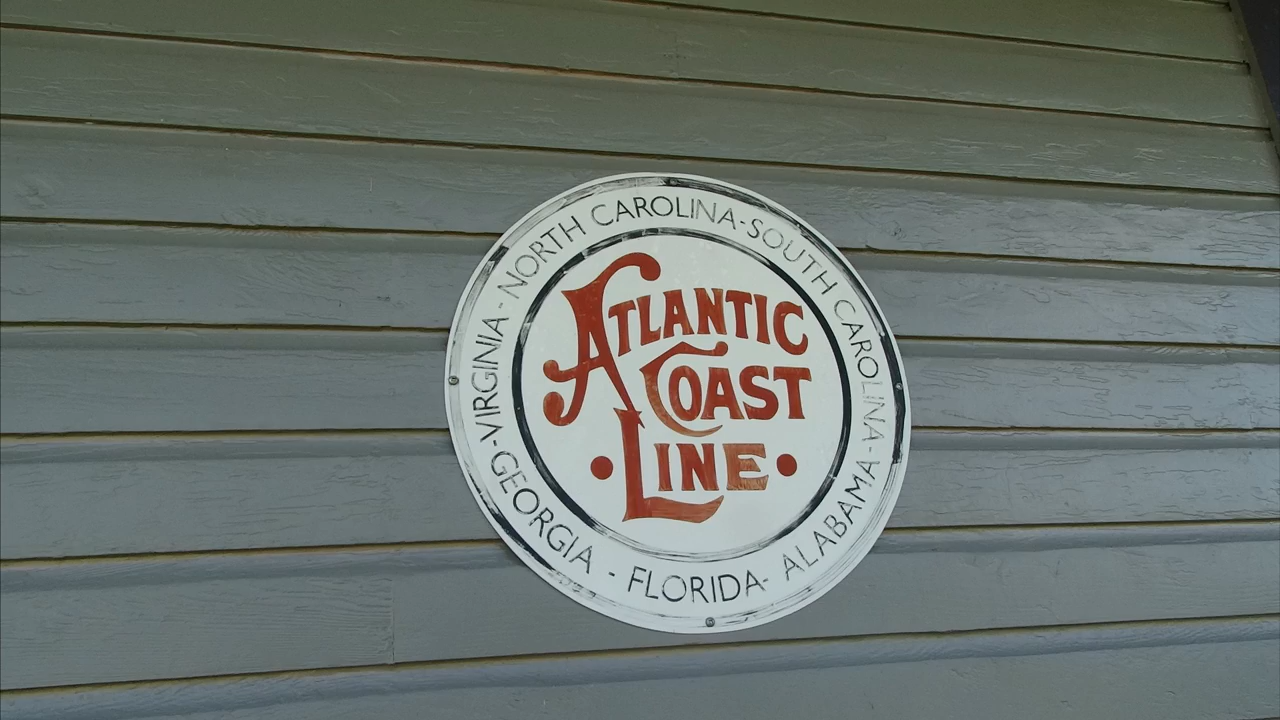 ATLANTIC
COAST
LINE
VIRGINIA - NORTH CAROLINA - SOUTH CAROLINA - ALABAMA - FLORIDA - GEORGIA -